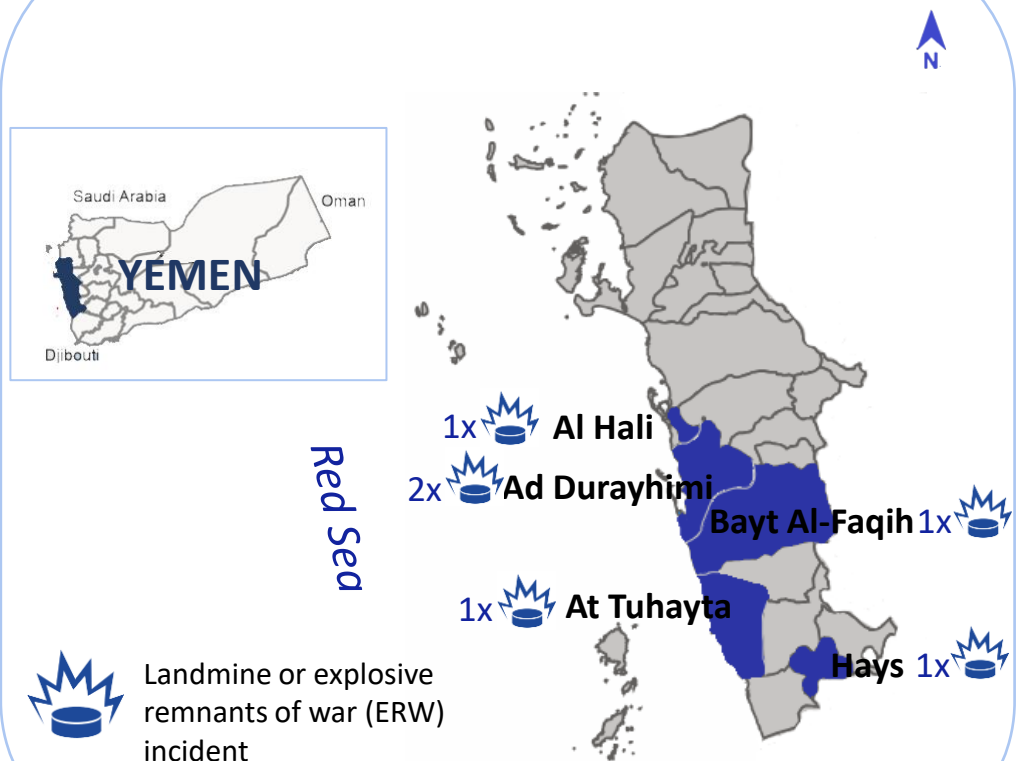 N
Saudi Arabia
Oman
YEMEN
Djibouti
Red Sea
1x Al Hali
2x Ad Durayhimi
Bayt Al-Faqih 1x
1x At Tuhayta
Hays 1x
Landmine or explosive
remnants of war (ERW)
incident